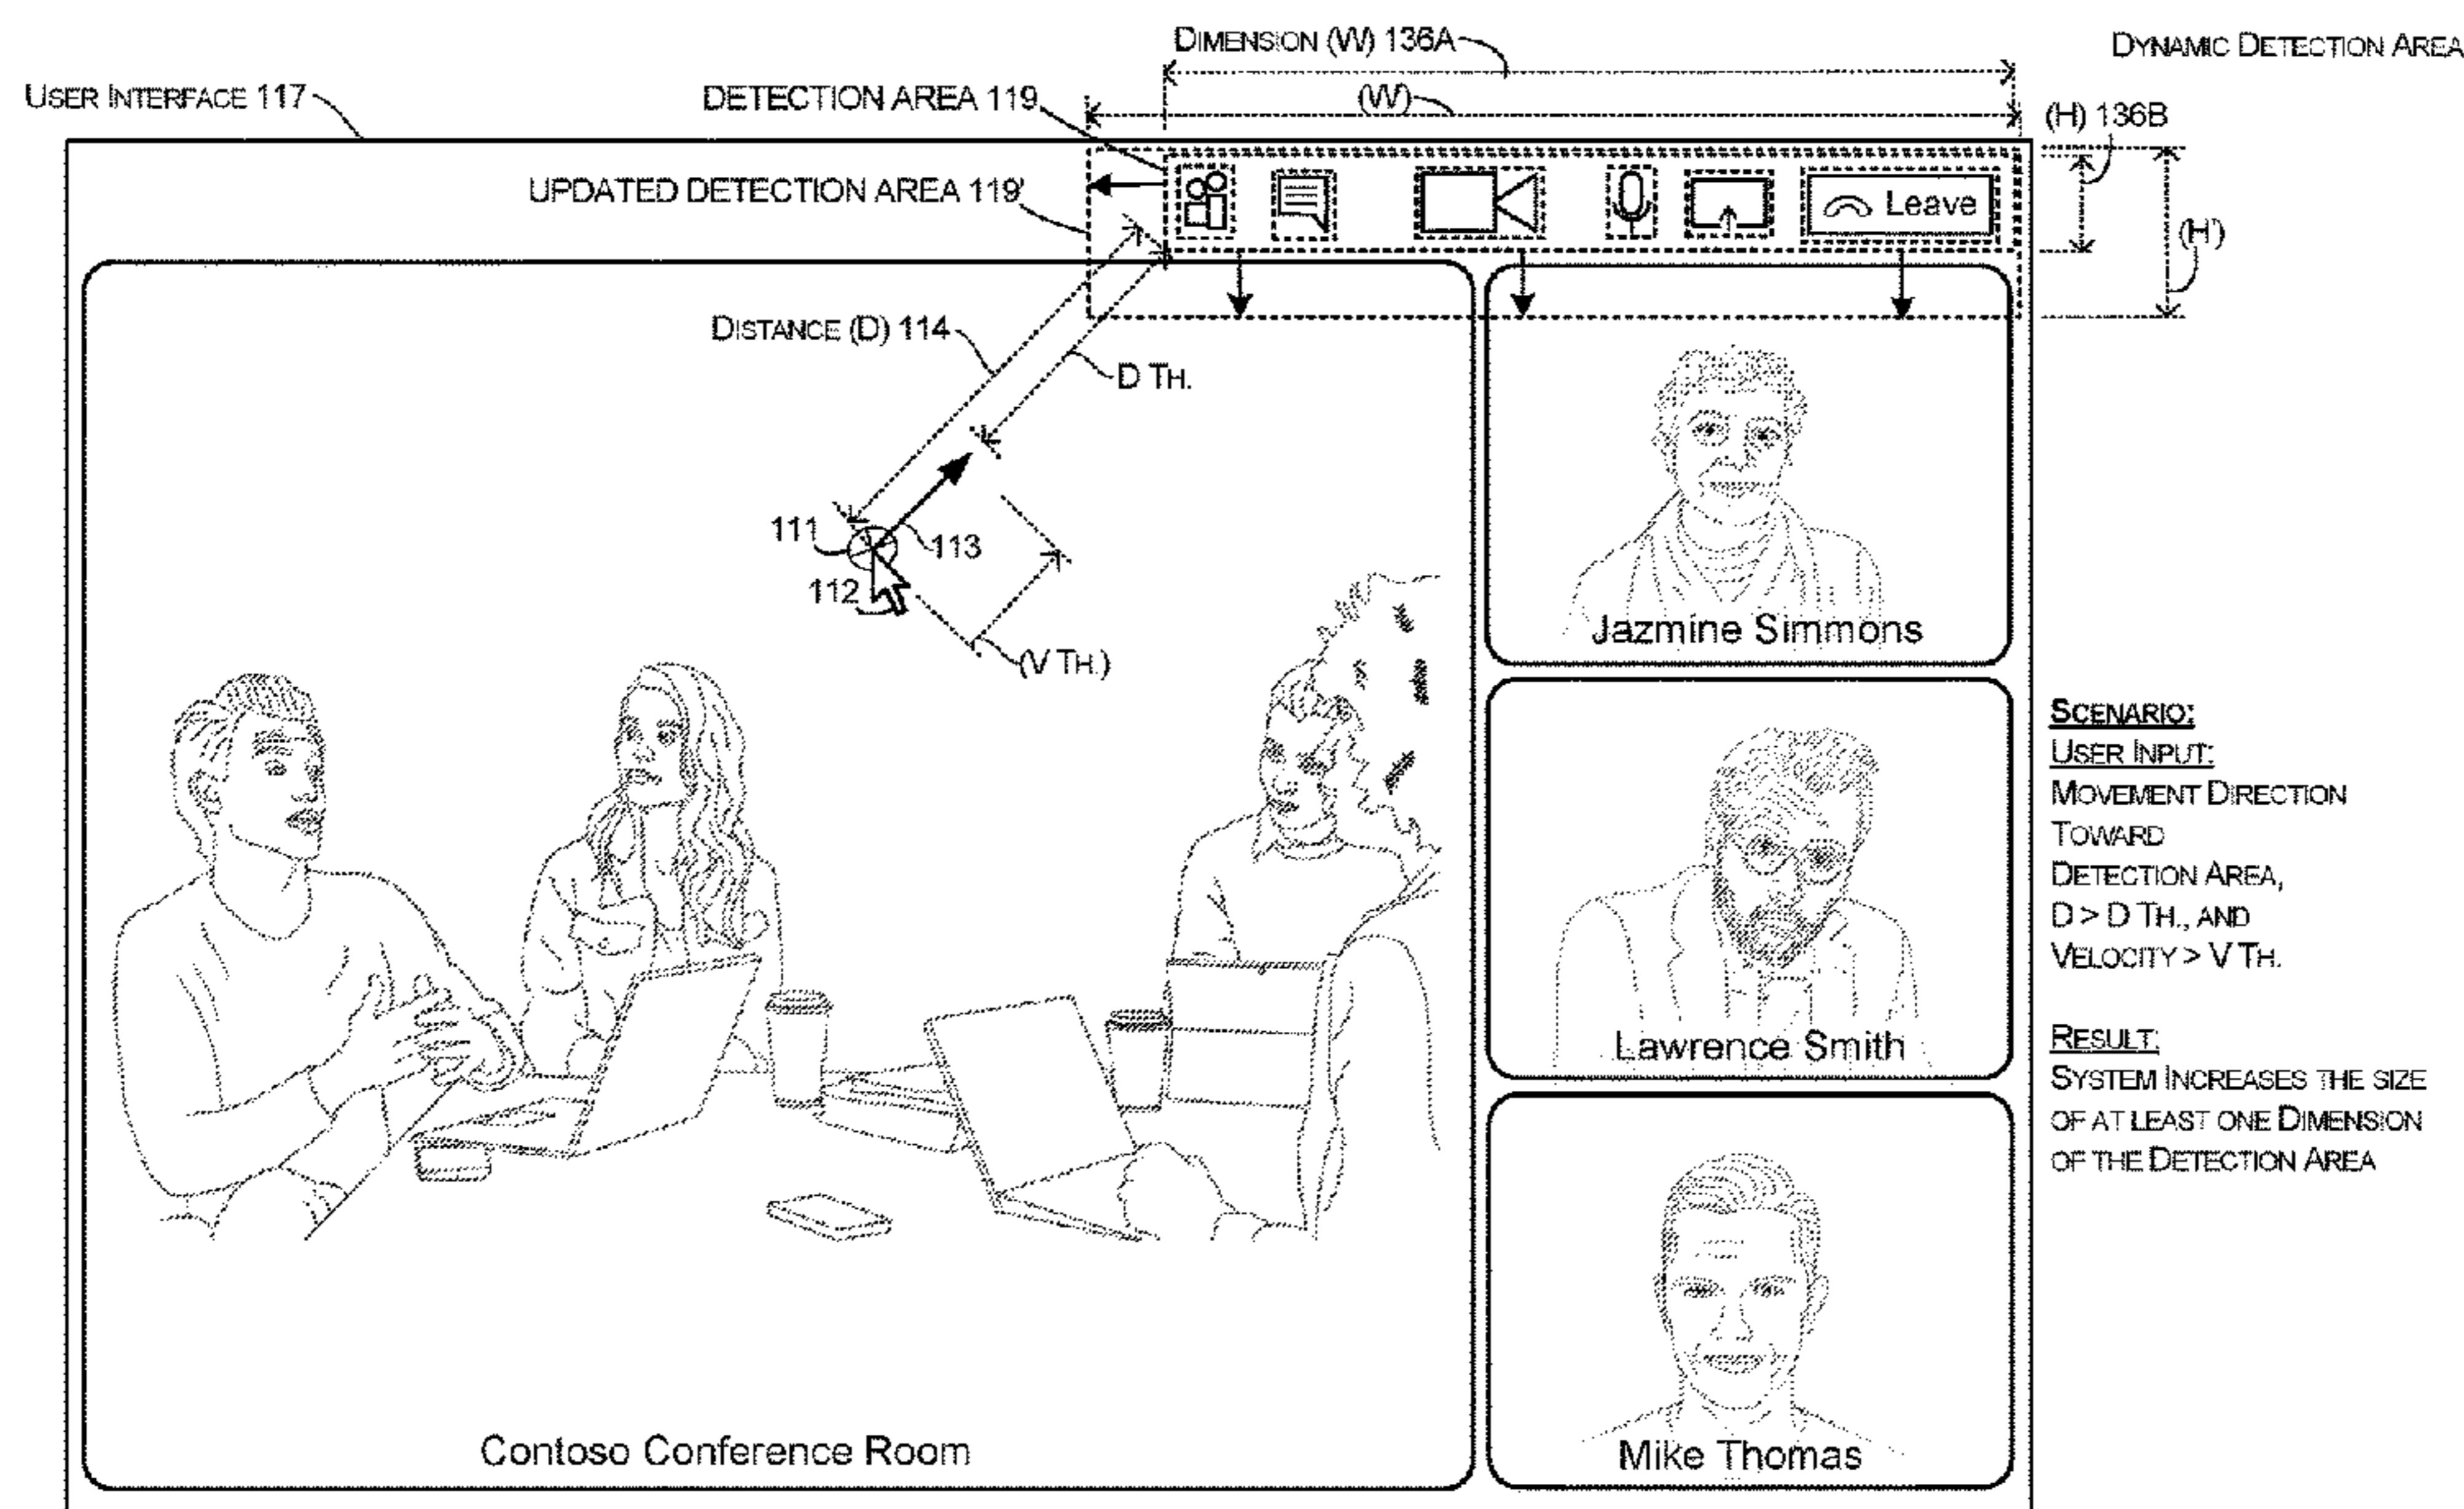 DIMENSION (W) 136A
DYNAMIC DETECTION AREA
USER INTERFACE 117
DETECTION AREA 119
(W')
(H) 136B
UPDATED DETECTION AREA 119'
Leave
(H')
DISTANCE (D) 114
D TH.
111
113
112
(V TH.)
Jazmine Simmons
SCENARIO:
USER INPUT:
MOVEMENT DIRECTION
TOWARD
DETECTION AREA,
D > D TH., AND
VELOCITY > V TH.
Lawrence Smith
RESULT:
SYSTEM INCREASES THE SIZE
OF AT LEAST ONE DIMENSION
OF THE DETECTION AREA
Contoso Conference Room
Mike Thomas